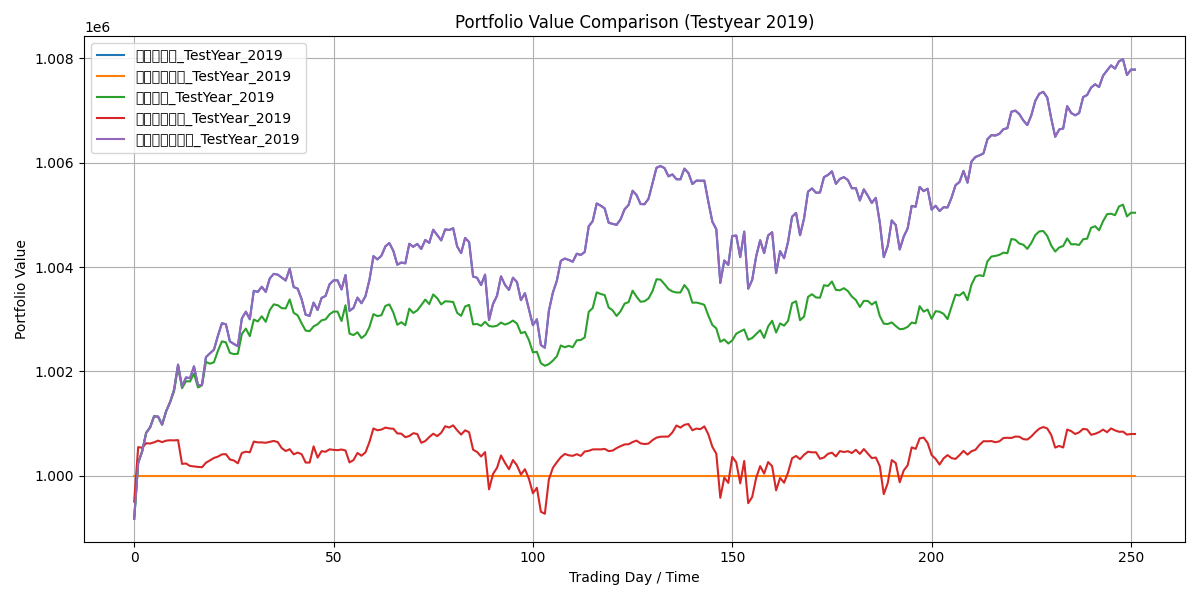 Portfolio Value Comparison (Testyear 2019)
1e6
_TestYear_2019
_TestYear_2019
_TestYear_2019
_TestYear_2019
_TestYear_2019
1.008
1.006
1.004
1.002
1.000
Portfolio Value
0 50 100 150 200 250
Trading Day / Time